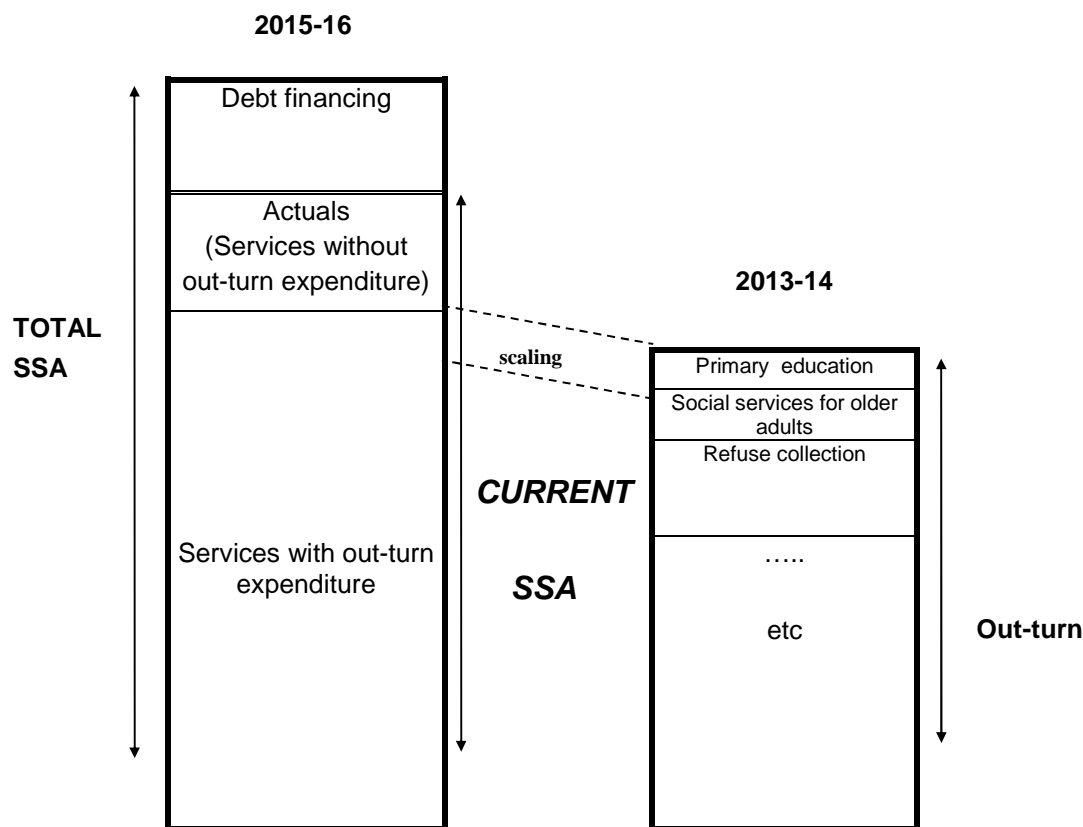 2015-16
Debt financing
Actuals
(Services without
out-turn expenditure)
2013-14
TOTAL
SSA
scaling
Primary education
Social services for older
adults
Refuse collection
CURRENT
Services with out-turn
expenditure
SSA
.....
etc
Out-turn